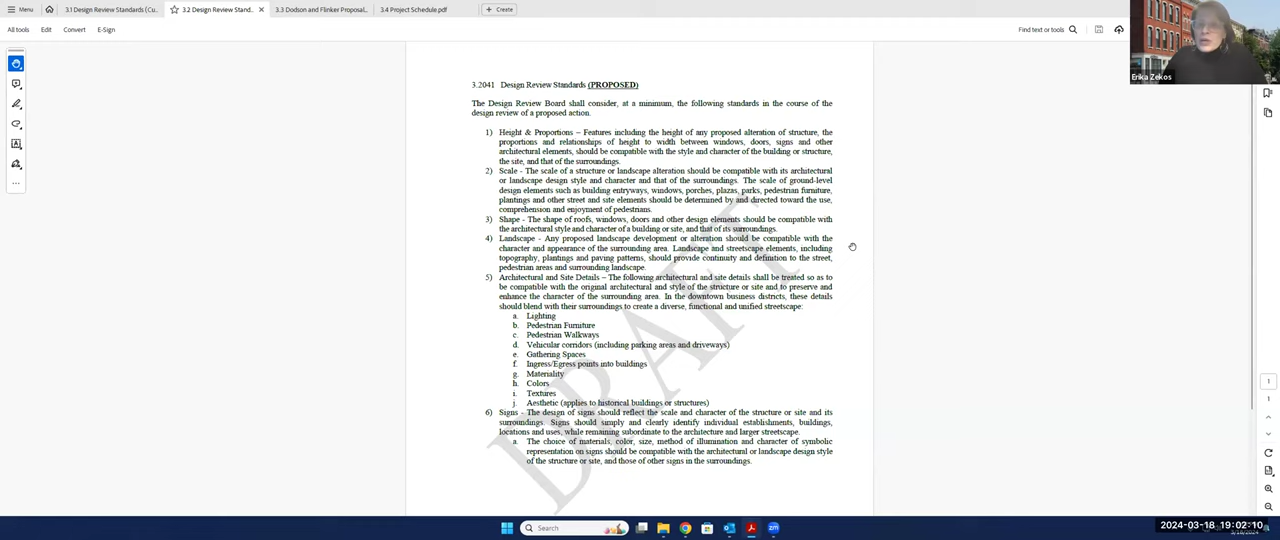 Menu
3.1 Design Review Standards (Cu...
3.2 Design Review Stand...
3.3 Dodson and Flinker Proposal...
3.4 Project Schedule.pdf
Create
All tools Edit Convert E-Sign
Find text or tools
Erika Zekos
3.2041 Design Review Standards (PROPOSED)
The Design Review Board shall consider, at a minimum, the following standards in the course of the
design review of a proposed action.
1) Height & Proportions – Features including the height of any proposed alteration of structure, the
proportions and relationships of height to width between windows, doors, signs and other
architectural elements, should be compatible with the style and character of the building or structure,
the site, and that of the surroundings.
2) Scale - The scale of a structure or landscape alteration should be compatible with its architectural
or landscape design style and character and that of the surroundings. The scale of ground-level
design elements such as building entryways, windows, porches, plazas, parks, pedestrian furniture,
plantings and other street and site elements should be determined by and directed toward the use,
comprehension and enjoyment of pedestrians.
3) Shape - The shape of roofs, windows, doors and other design elements should be compatible with
the architectural style and character of a building or site, and that of its surroundings.
4) Landscape - Any proposed landscape development or alteration should be compatible with the
character and appearance of the surrounding area. Landscape and streetscape elements, including
topography, plantings and paving patterns, should provide continuity and definition to the street,
pedestrian areas and surrounding landscape.
5) Architectural and Site Details – The following architectural and site details shall be treated so as to
be compatible with the original architectural and style of the structure or site and to preserve and
enhance the character of the surrounding area. In the downtown business districts, these details
should blend with their surroundings to create a diverse, functional and unified streetscape:
a. Lighting
b. Pedestrian Furniture
c. Pedestrian Walkways
d. Vehicular corridors (including parking areas and driveways)
e. Gathering Spaces
f. Ingress/Egress points into buildings
g. Materiality
h. Colors
i. Textures
j. Aesthetic (applies to historical buildings or structures)
6) Signs - The design of signs should reflect the scale and character of the structure or site and its
surroundings. Signs should simply and clearly identify individual establishments, buildings,
locations and uses, while remaining subordinate to the architecture and larger streetscape.
a. The choice of materials, color, size, method of illumination and character of symbolic
representation on signs should be compatible with the architectural or landscape design style
of the structure or site, and those of other signs in the surroundings.
DRAFT
1
1
Search
2024-03-18 19:02:10